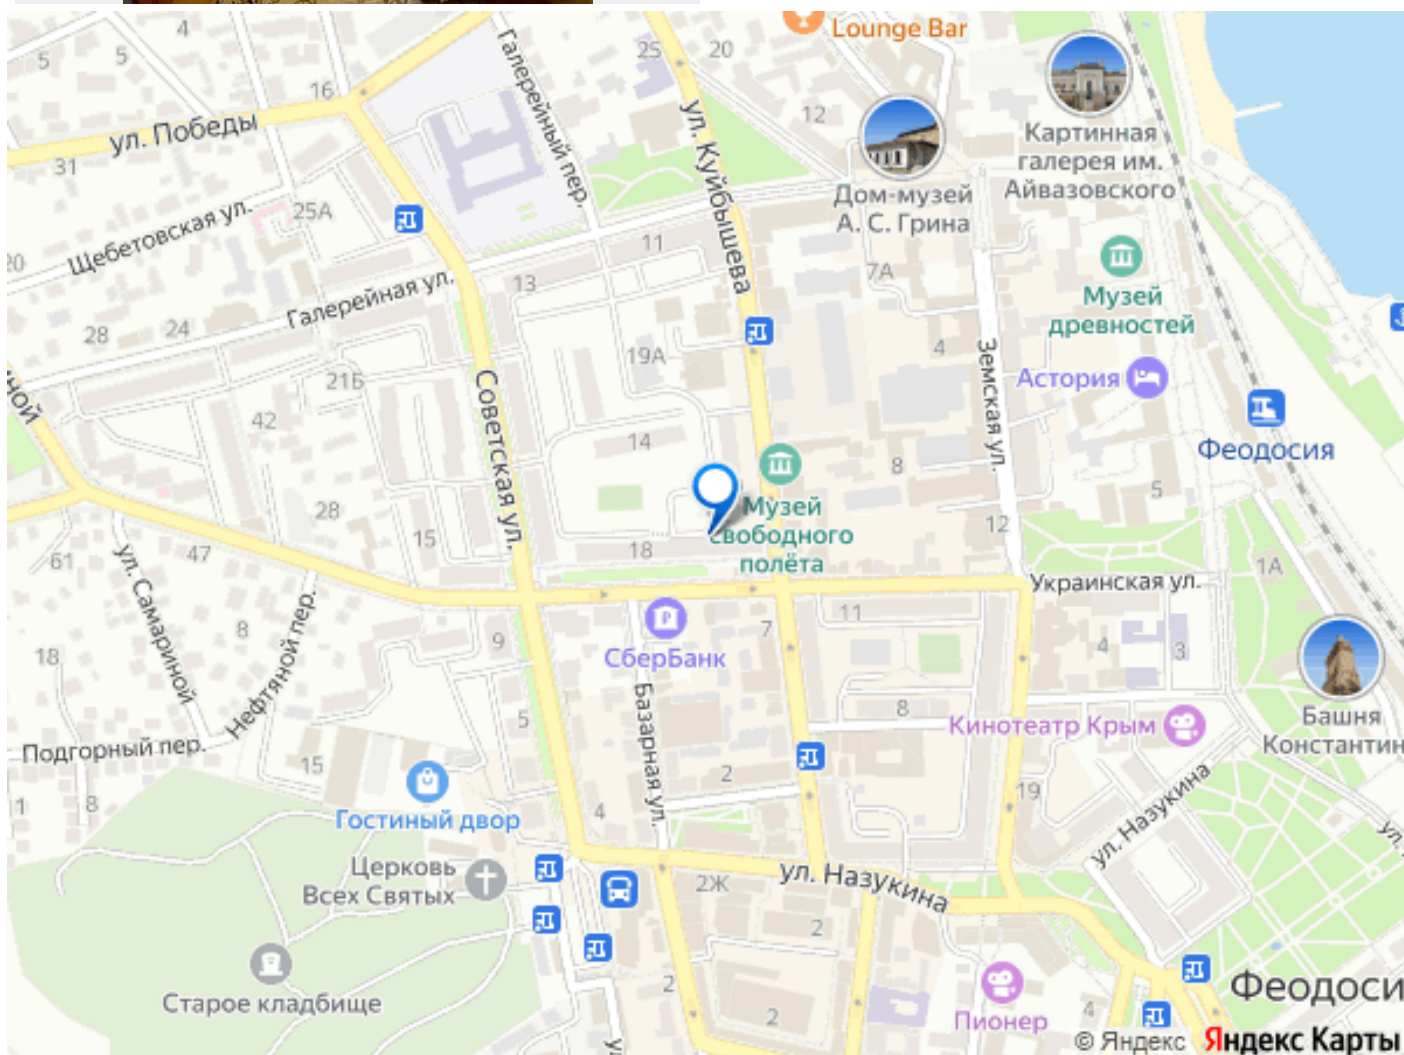 Lounge Bar
4
5
5
16
25
20
12
Галерейный пер.
ул. Куйбышева
Картинная
галерея им.
Айвазовского
ул. Победы
31
Дом-музей
А. С. Грина
25А
Щебетовская ул.
20
11
7А
13
Музей
древностей
Галерейная ул.
28
24
19А
4
Земская ул.
21Б
Астория
Советская ул.
42
14
Феодосия
8
5
28
Музей
свободного
полёта
12
15
47
61
18
1А
Украинская ул.
ул. Самариной
Нефтяной пер.
8
11
9
7
4
3
18
СберБанк
Базарная ул.
8
5
Кинотеатр Крым
Башня
Константин
Подгорный пер.
15
2
ул. Назукина
19
8
4
Гостиный двор
Церковь
Всех Святых
2Ж
ул. Назукина
2
Старое кладбище
2
2
4
Пионер
Феодоси
© Яндекс
Яндекс Карты